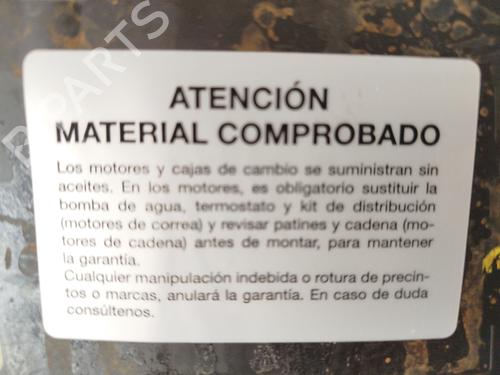 B-PARTS
ATENCIÓN
MATERIAL COMPROBADO
Los motores y cajas de cambio se suministran sin
aceites. En los motores, es obligatorio sustituir la
bomba de agua, termostato y kit de distribución
(motores de correa) y revisar patines y cadena (mo-
tores de cadena) antes de montar, para mantener
la garantía.
Cualquier manipulación indebida o rotura de precin-
tos o marcas, anulará la garantía. En caso de duda
consúltenos.